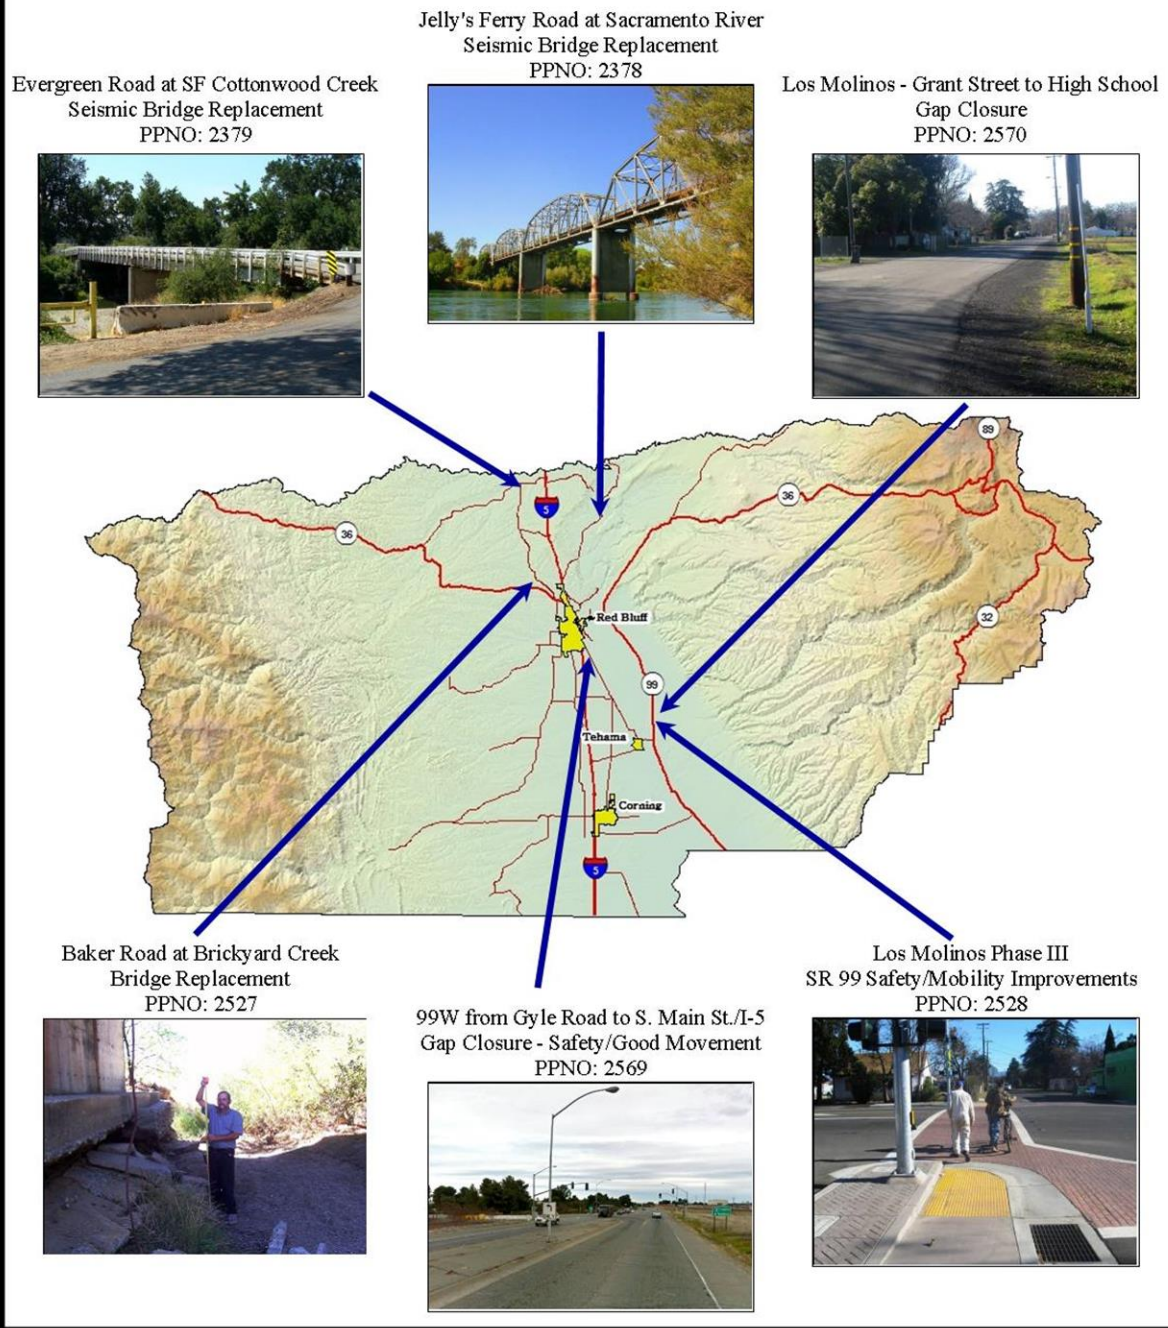 Jelly's Ferry Road at Sacramento River
Seismic Bridge Replacement
PPNO: 2378
Evergreen Road at SF Cottonwood Creek
Seismic Bridge Replacement
PPNO: 2379
Los Molinos - Grant Street to High School
Gap Closure
PPNO: 2570
89
36
5
36
32
Red Bluff
99
Tehama
Corning
5
Baker Road at Brickyard Creek
Bridge Replacement
PPNO: 2527
99W from Gyle Road to S. Main St./I-5
Gap Closure - Safety/Good Movement
PPNO: 2569
Los Molinos Phase III
SR 99 Safety/Mobility Improvements
PPNO: 2528